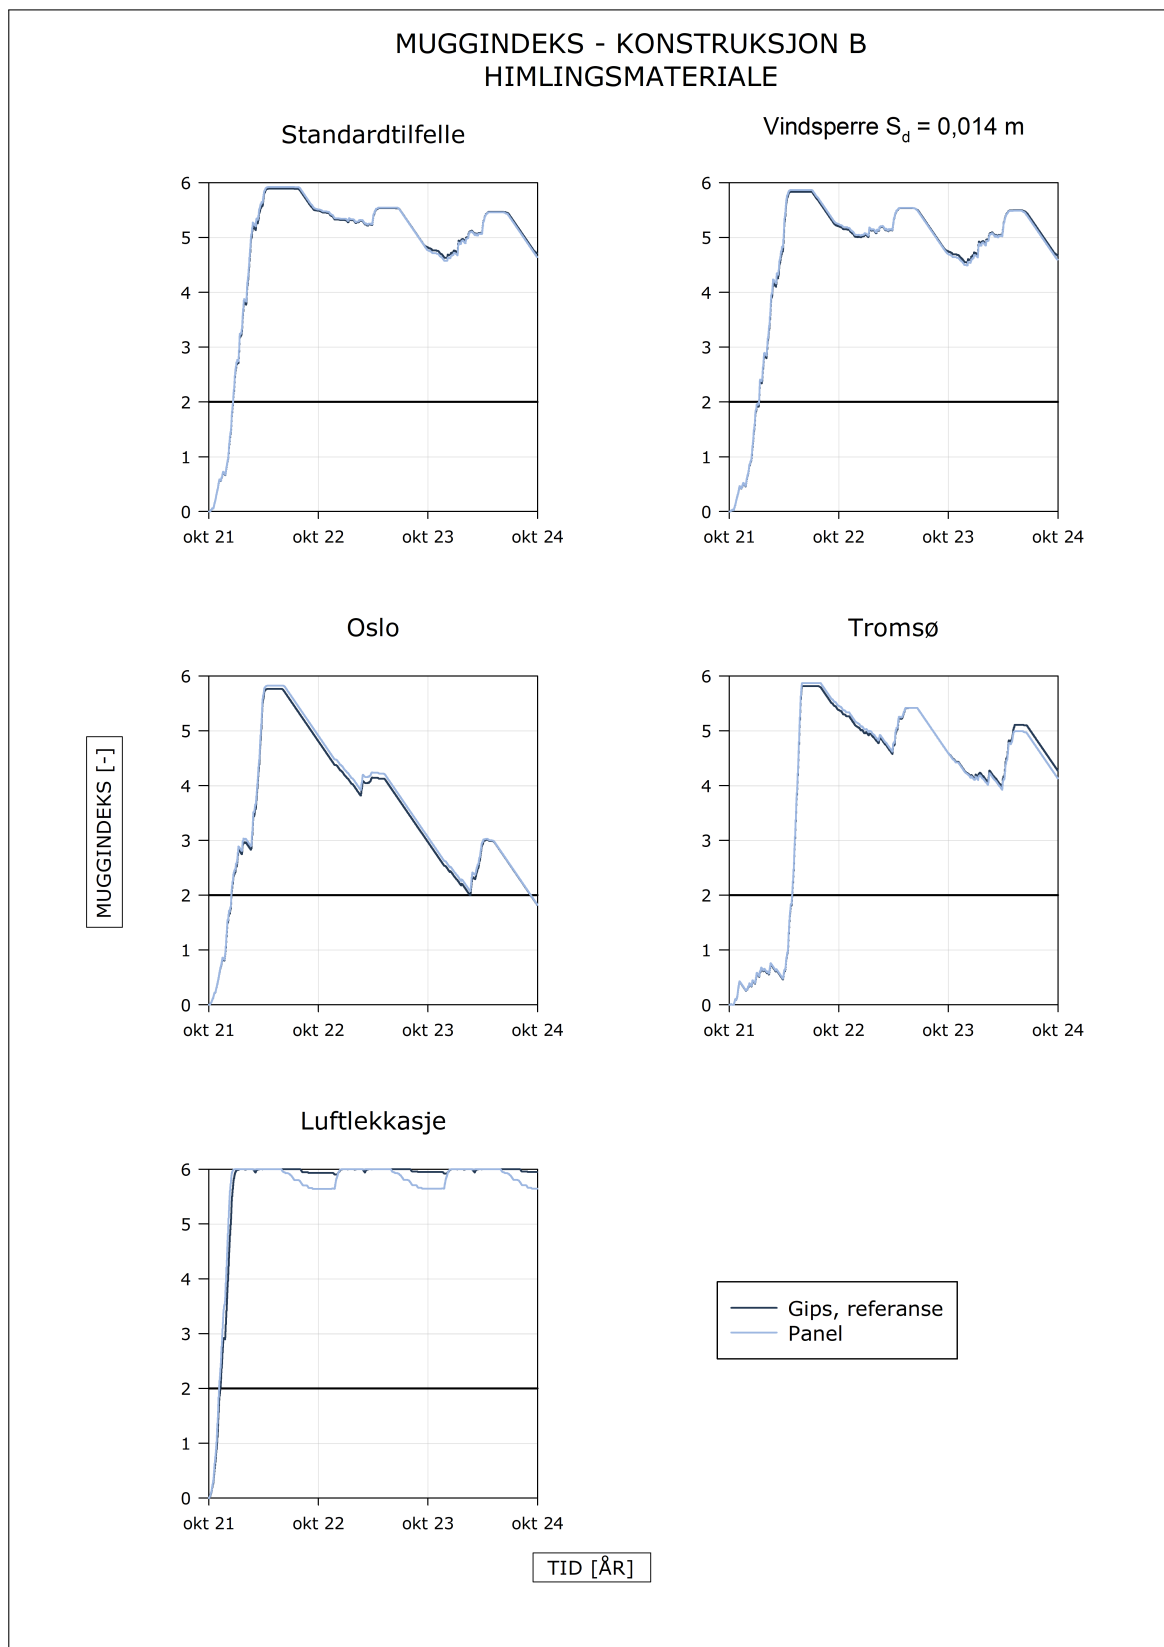 MUGGINDEKS - KONSTRUKSJON B
HIMLINGSMATERIALE
Standardtilfelle
6
5
4
3
2
1
0
okt 21 okt 22 okt 23 okt 24
Vindsperre Sd = 0,014 m
6
5
4
3
2
1
0
okt 21 okt 22 okt 23 okt 24
MUGGINDEKS [-]
Oslo
6
5
4
3
2
1
0
okt 21 okt 22 okt 23 okt 24
Tromsø
6
5
4
3
2
1
0
okt 21 okt 22 okt 23 okt 24
Luftlekkasje
6
5
4
3
2
1
0
okt 21 okt 22 okt 23 okt 24
Gips, referanse
Panel
TID [ÅR]